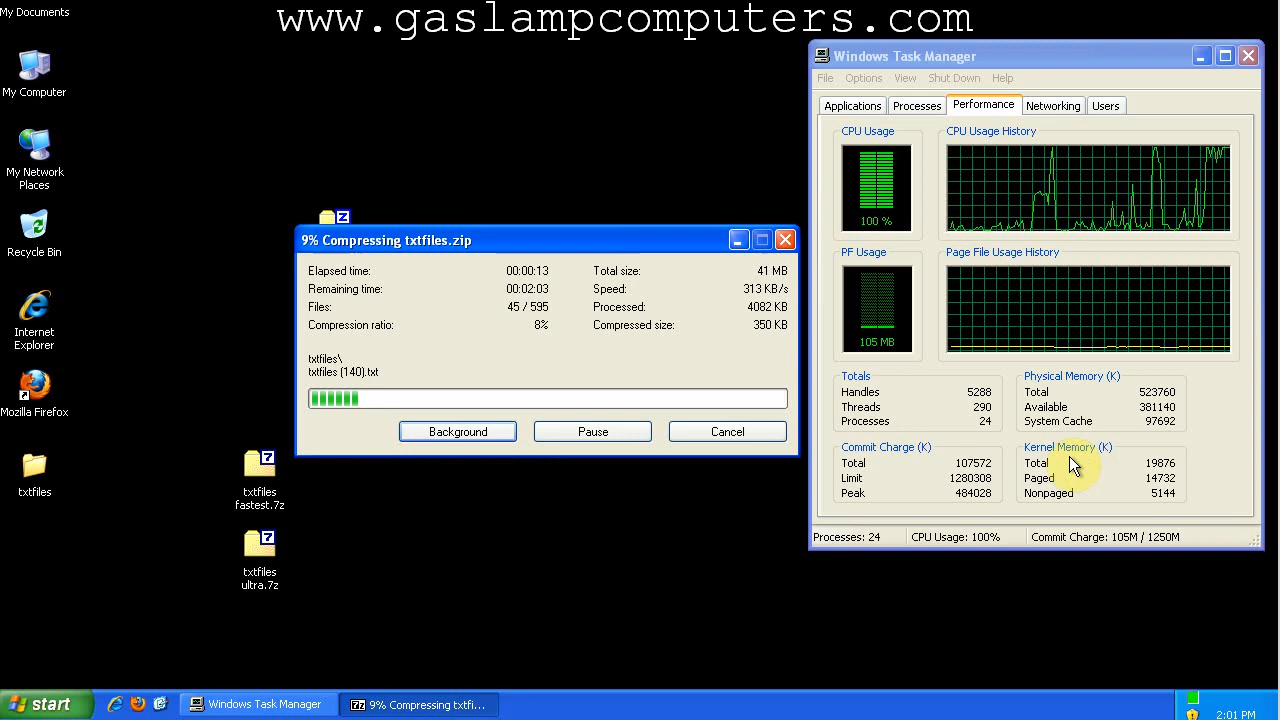 www.gaslampcomputers.com
My Documents
My Computer
My Network
Places
Recycle Bin
Internet
Explorer
Mozilla Firefox
txtfiles
Z
7
txtfiles
fastest.7z
7
txtfiles
ultra.7z
9% Compressing txtfiles.zip
Elapsed time: 00:00:13 Total size: 41 MB
Remaining time: 00:02:03 Speed: 313 KB/s
Files: 45 / 595 Processed: 4082 KB
Compression ratio: 8% Compressed size: 350 KB
txtfiles\
txtfiles (140).txt
Background Pause Cancel
Windows Task Manager
File Options View Shut Down Help
Applications Processes Performance Networking Users
CPU Usage CPU Usage History
100 %
PF Usage Page File Usage History
105 MB
Totals
Handles 5288
Threads 290
Processes 24
Physical Memory (K)
Total 523760
Available 381140
System Cache 97692
Commit Charge (K)
Total 107572
Limit 1280308
Peak 484028
Kernel Memory (K)
Total 19876
Paged 14732
Nonpaged 5144
Processes: 24 CPU Usage: 100% Commit Charge: 105M / 1250M
start Windows Task Manager 7z 9% Compressing txtfi... 2:01 PM